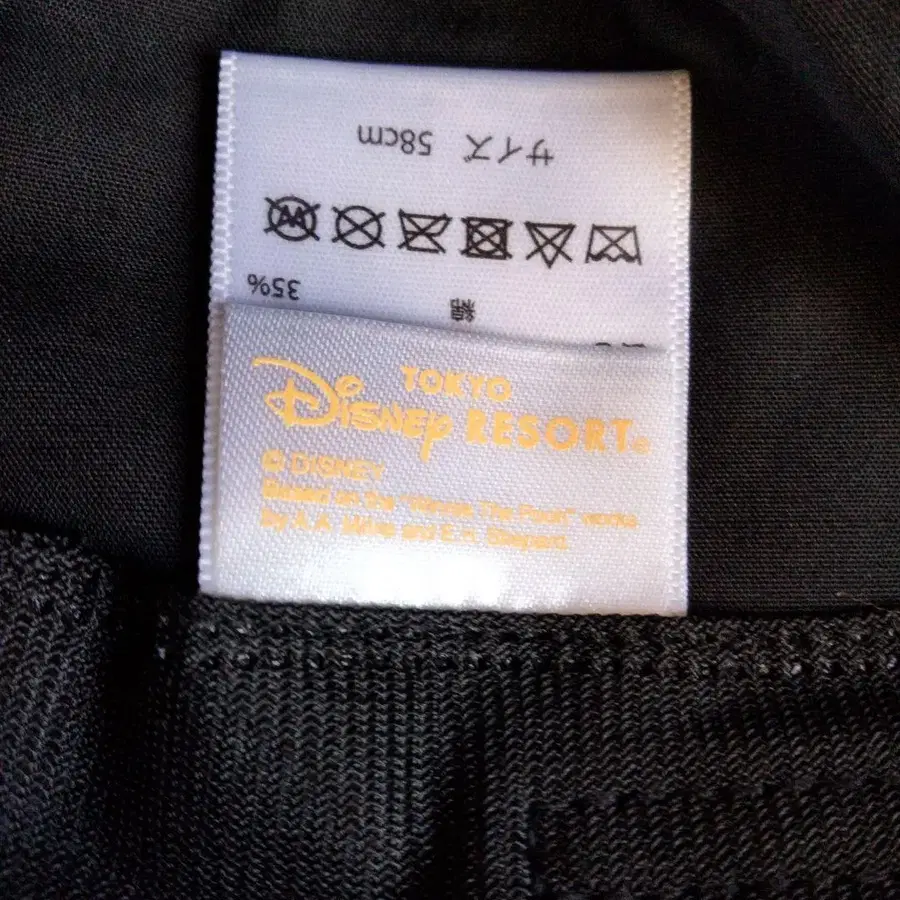 サイズ 58cm
綿 35%
TOKYO
Disney RESORT®
© DISNEY
Based on the "Winnie The Pooh" works
by A.A. Milne and E.H. Shepard.